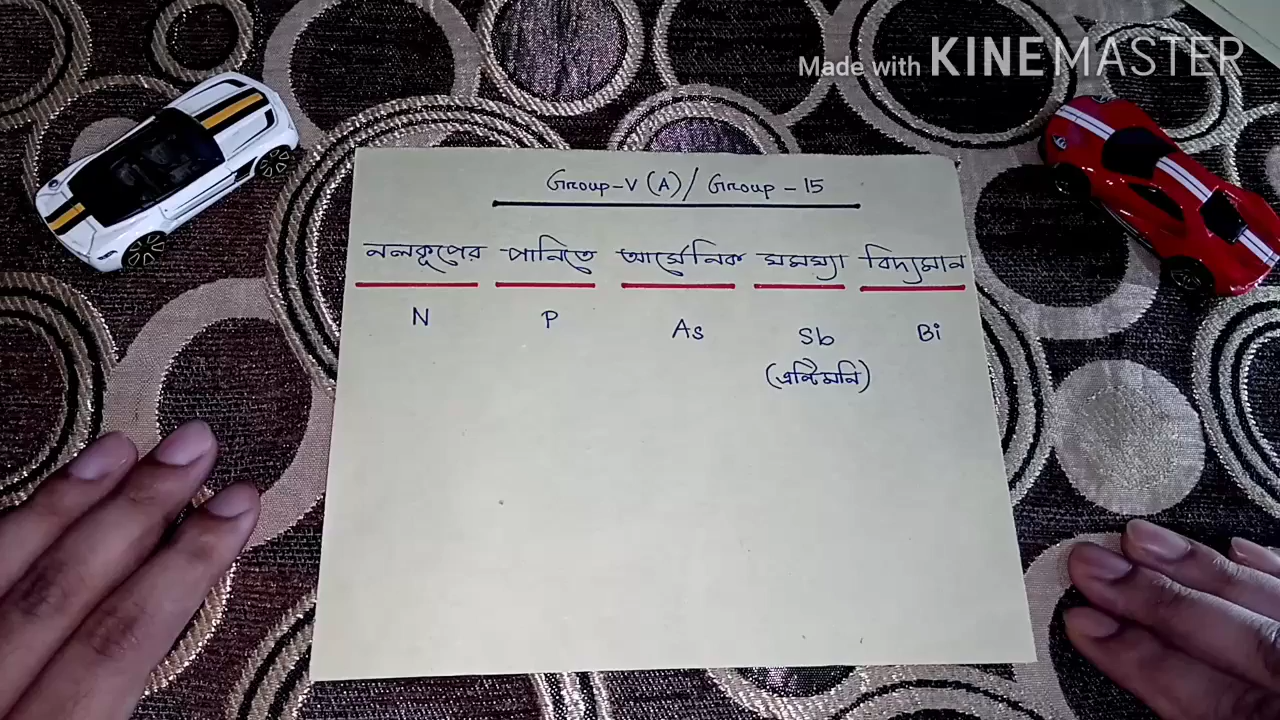 Made with KINEMASTER
Group-V (A) / Group - 15
নলকূপের পানিতে আর্সেনিক সমস্যা বিদ্যমান
N P As Sb Bi
(এন্টিমনি)